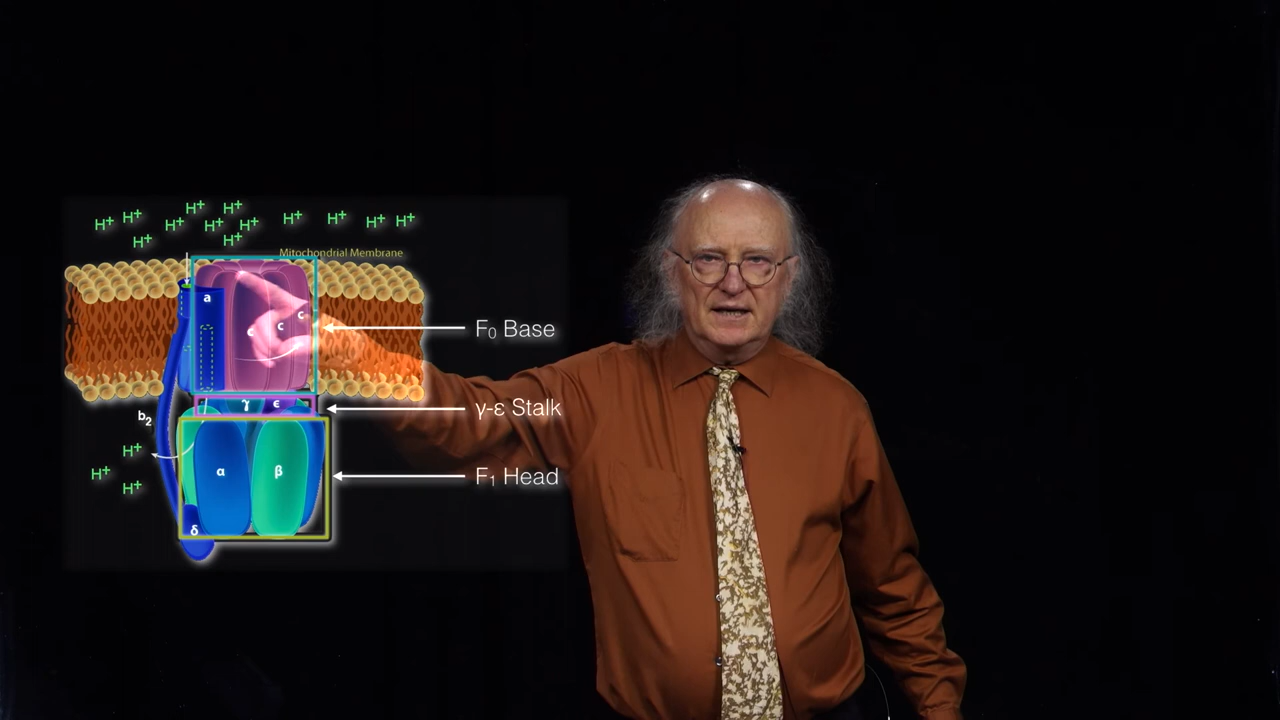 H⁺ H⁺ H⁺ H⁺ H⁺ H⁺ H⁺ H⁺ H⁺ H⁺ H⁺ H⁺ H⁺
Mitochondrial Membrane
a
c
c
c
F₀ Base
γ ε
γ-ε Stalk
b₂
H⁺
H⁺
H⁺
α
β
F₁ Head
δ